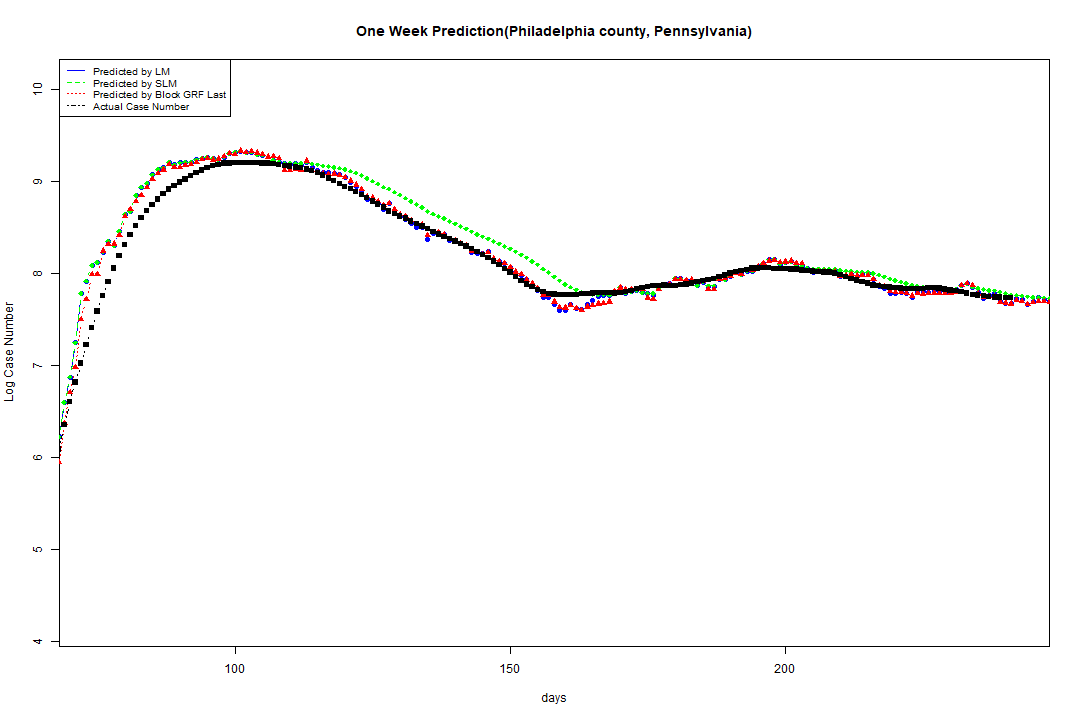 One Week Prediction(Philadelphia county, Pennsylvania)
Predicted by LM
Predicted by SLM
Predicted by Block GRF Last
Actual Case Number
10
9
8
7
6
5
4
Log Case Number
100
150
200
days